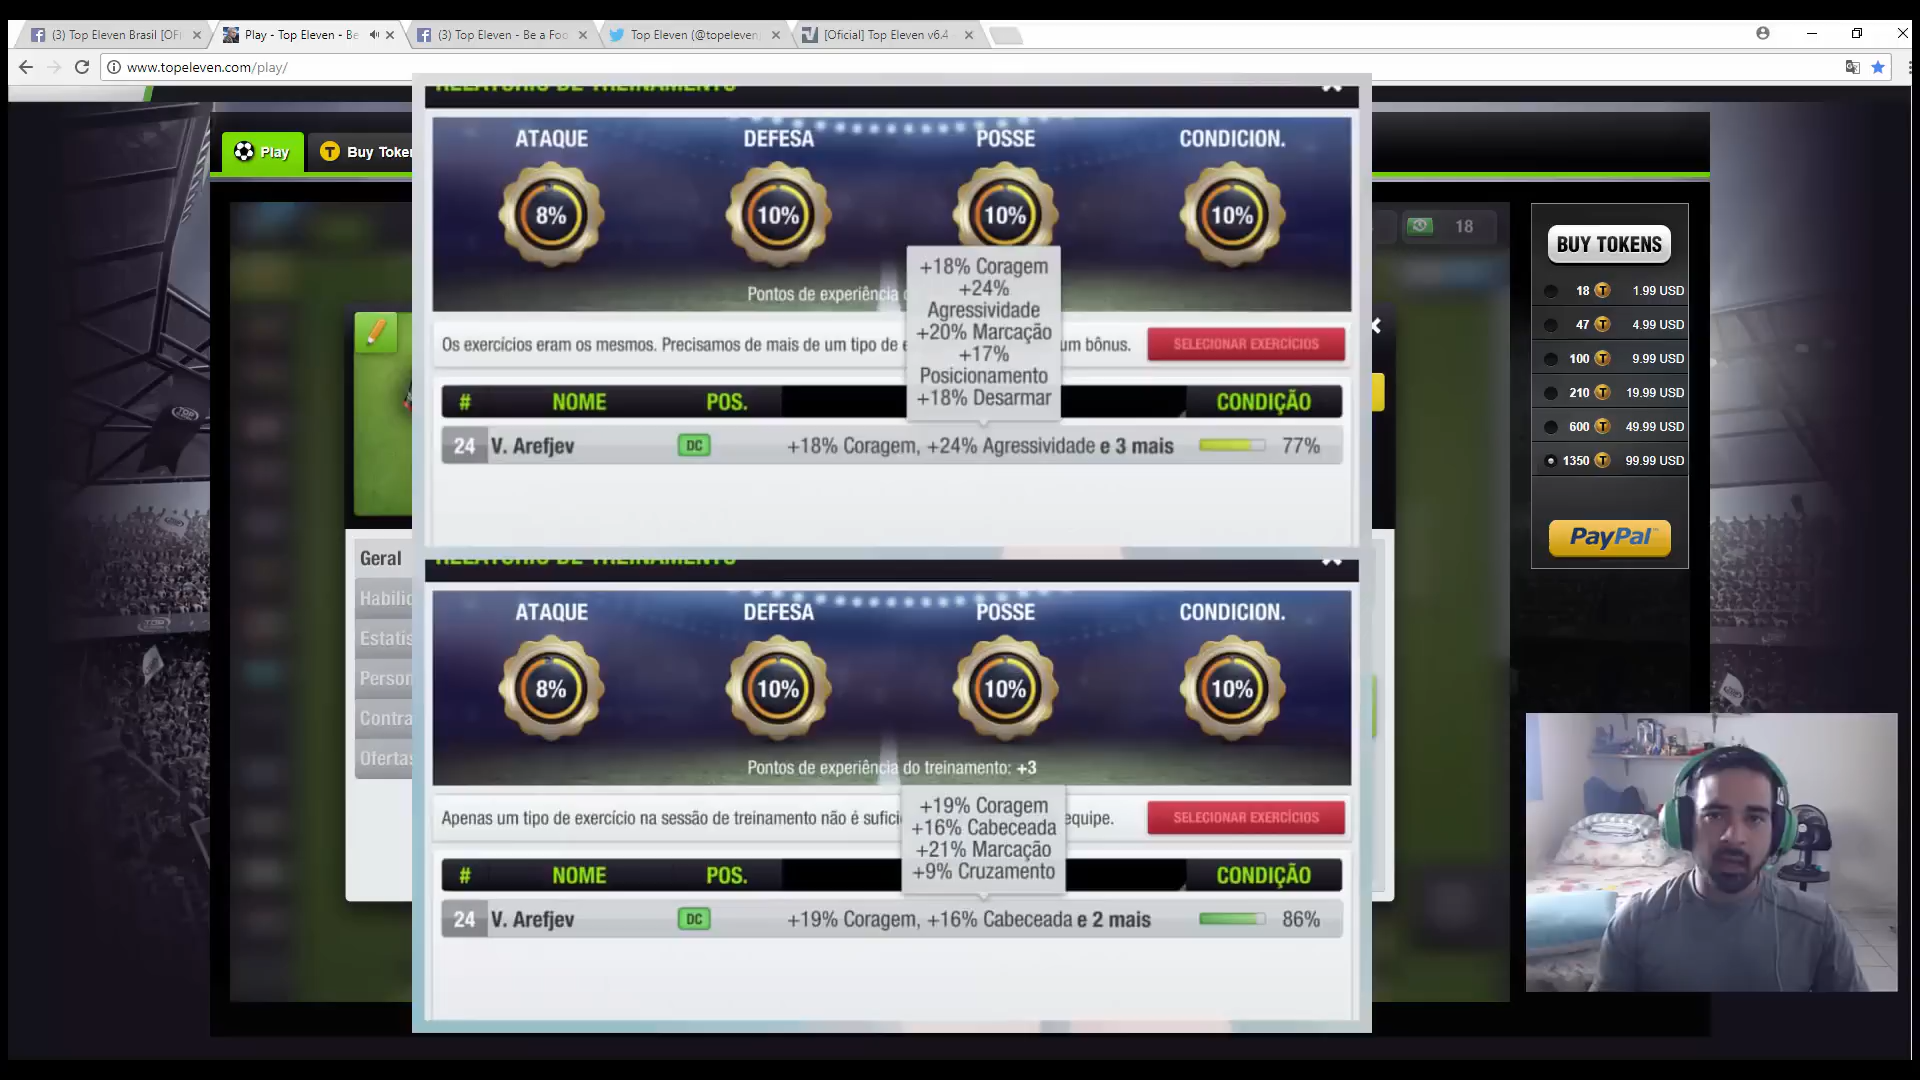 (3) Top Eleven Brasil [OFI
Play - Top Eleven - Be
(3) Top Eleven - Be a Foo
Top Eleven (@topeleven
[Oficial] Top Eleven v6.4
www.topeleven.com/play/
Play
Buy Token
18
RELATÓRIO DE TREINAMENTO
ATAQUE DEFESA POSSE CONDICION.
8% 10% 10% 10%
Pontos de experiência
+18% Coragem
+24%
Agressividade
+20% Marcação
+17%
Posicionamento
+18% Desarmar
Os exercícios eram os mesmos. Precisamos de mais de um tipo de e um bônus.
SELECIONAR EXERCÍCIOS
# NOME POS. CONDIÇÃO
24 V. Arefjev DC +18% Coragem, +24% Agressividade e 3 mais 77%
RELATÓRIO DE TREINAMENTO
ATAQUE DEFESA POSSE CONDICION.
8% 10% 10% 10%
Pontos de experiência do treinamento: +3
+19% Coragem
+16% Cabeceada
+21% Marcação
+9% Cruzamento
Apenas um tipo de exercício na sessão de treinamento não é sufici equipe.
SELECIONAR EXERCÍCIOS
# NOME POS. CONDIÇÃO
24 V. Arefjev DC +19% Coragem, +16% Cabeceada e 2 mais 86%
Geral
Habilid
Estatís
Person
Contra
Ofertas
BUY TOKENS
18 T 1.99 USD
47 T 4.99 USD
100 T 9.99 USD
210 T 19.99 USD
600 T 49.99 USD
1350 T 99.99 USD
PayPal